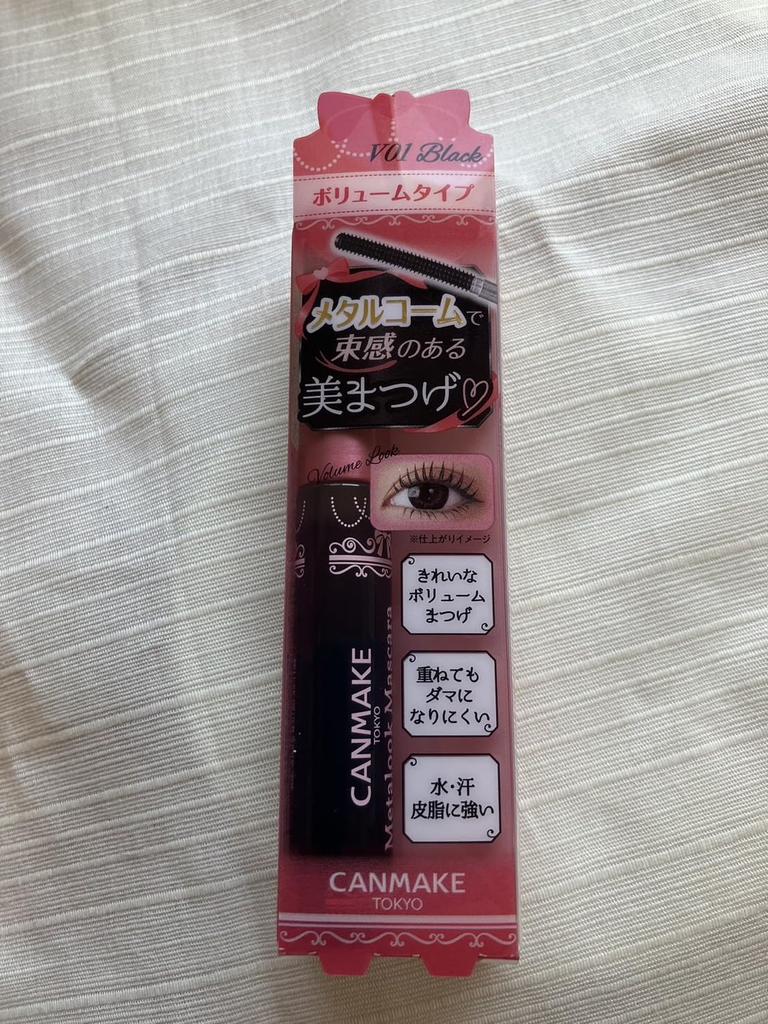 V01 Black
ボリュームタイプ
メタルコームで
束感のある
美まつげ
Volume Look
※仕上がりイメージ
きれいな
ボリューム
まつげ
重ねても
ダマに
なりにくい
水・汗
皮脂に強い
CANMAKE
TOKYO
Metalook Mascara
CANMAKE
TOKYO